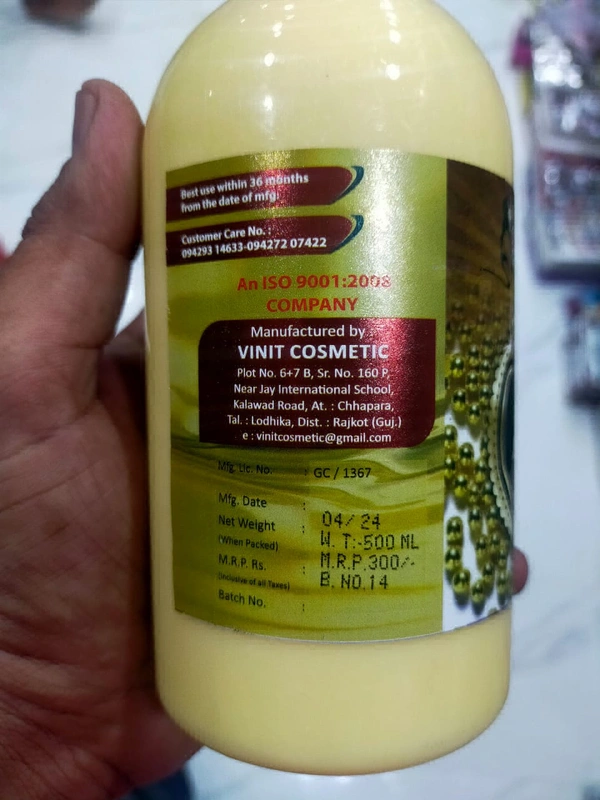 Best use within 36 months
from the date of mfg.
Customer Care No. :
094293 14633-094272 07422
An ISO 9001:2008
COMPANY
Manufactured by :
VINIT COSMETIC
Plot No. 6+7 B, Sr. No. 160 P,
Near Jay International School,
Kalawad Road, At. : Chhapara,
Tal. : Lodhika, Dist. : Rajkot (Guj.)
e : vinitcosmetic@gmail.com
Mfg. Lic. No. : GC / 1367
Mfg. Date : 04/ 24
Net Weight : W. T:-500 ML
(When Packed)
M.R.P. Rs. : M.R.P.300/-
(Inclusive of all Taxes)
Batch No. : B. NO.14